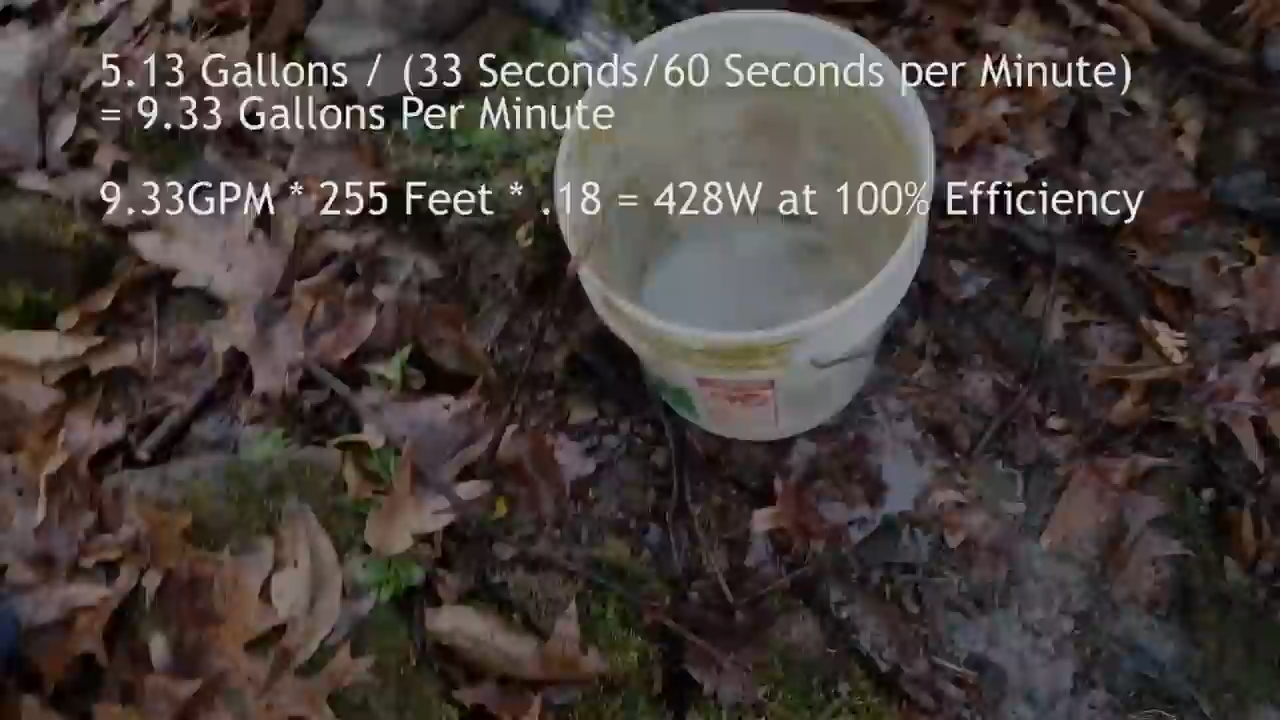 5.13 Gallons / (33 Seconds/60 Seconds per Minute)
= 9.33 Gallons Per Minute
9.33GPM * 255 Feet * .18 = 428W at 100% Efficiency